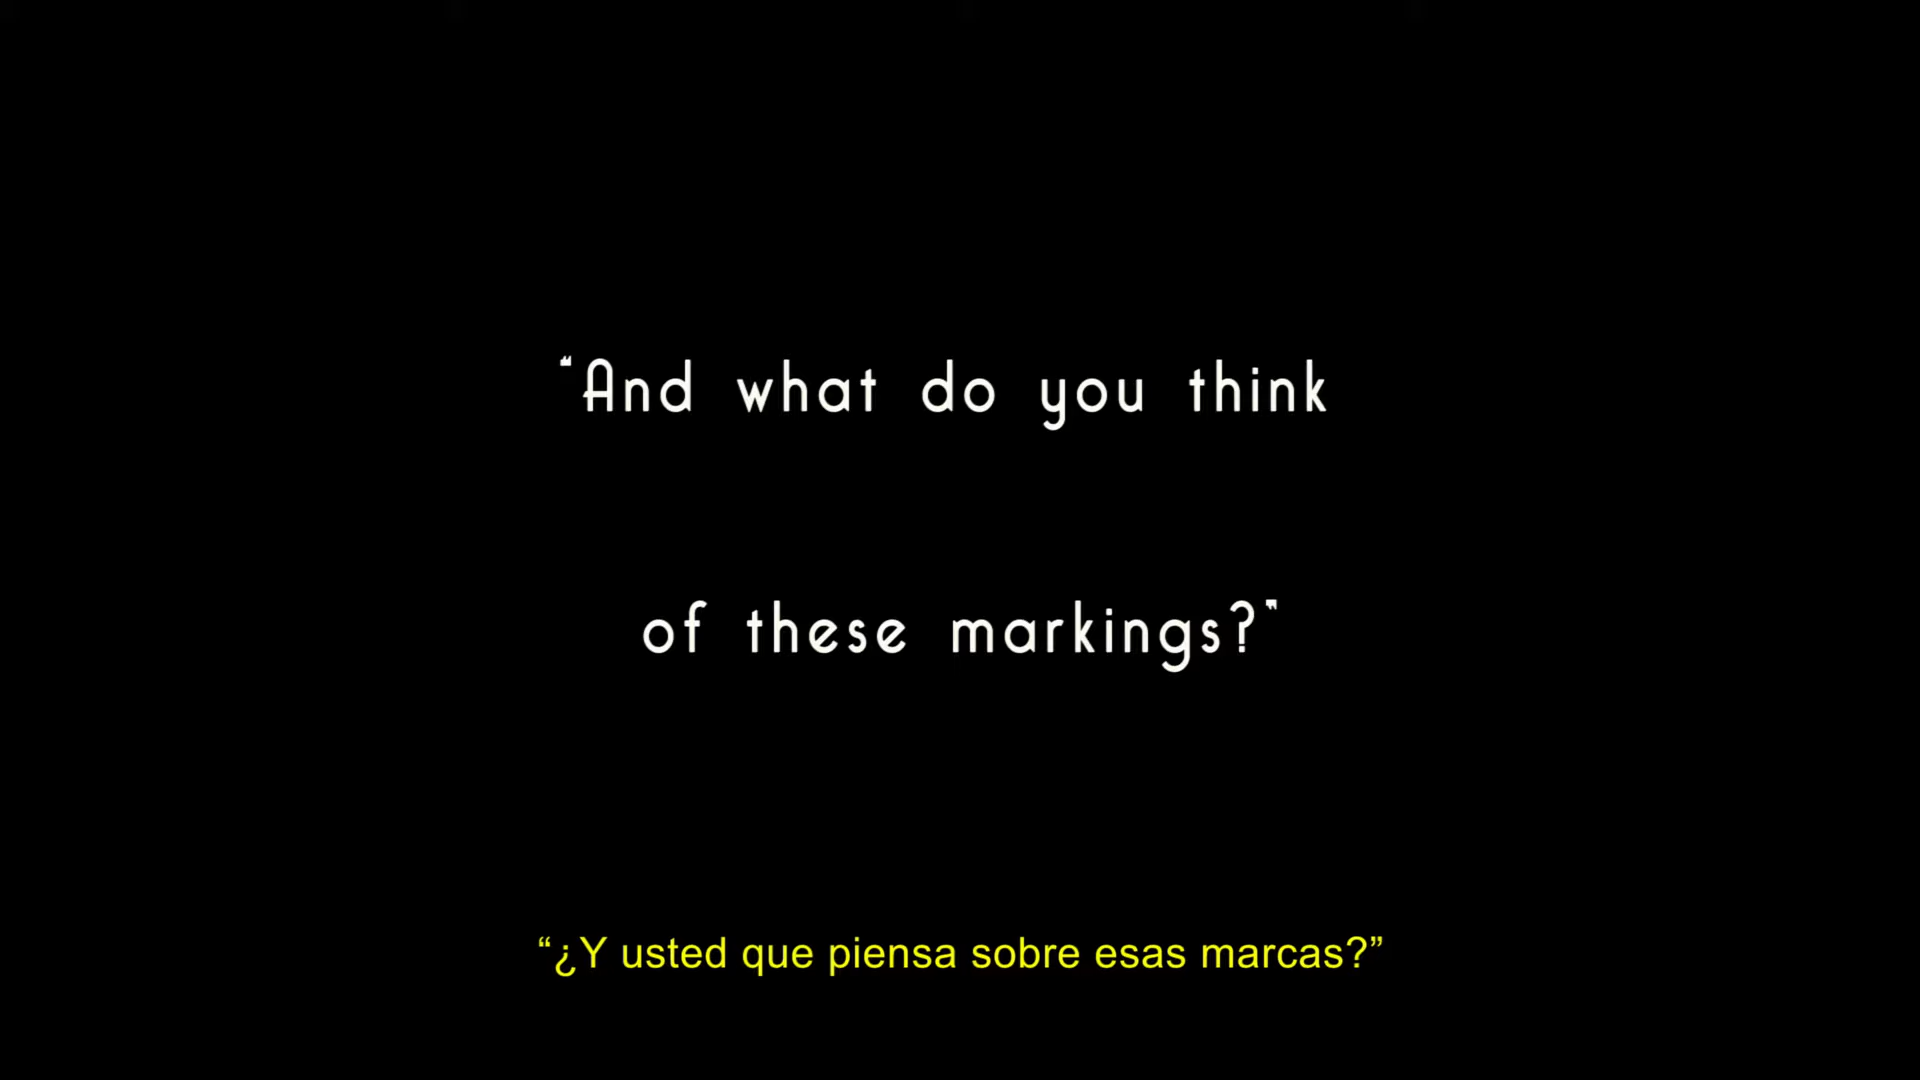 "And what do you think
of these markings?"
“¿Y usted que piensa sobre esas marcas?”